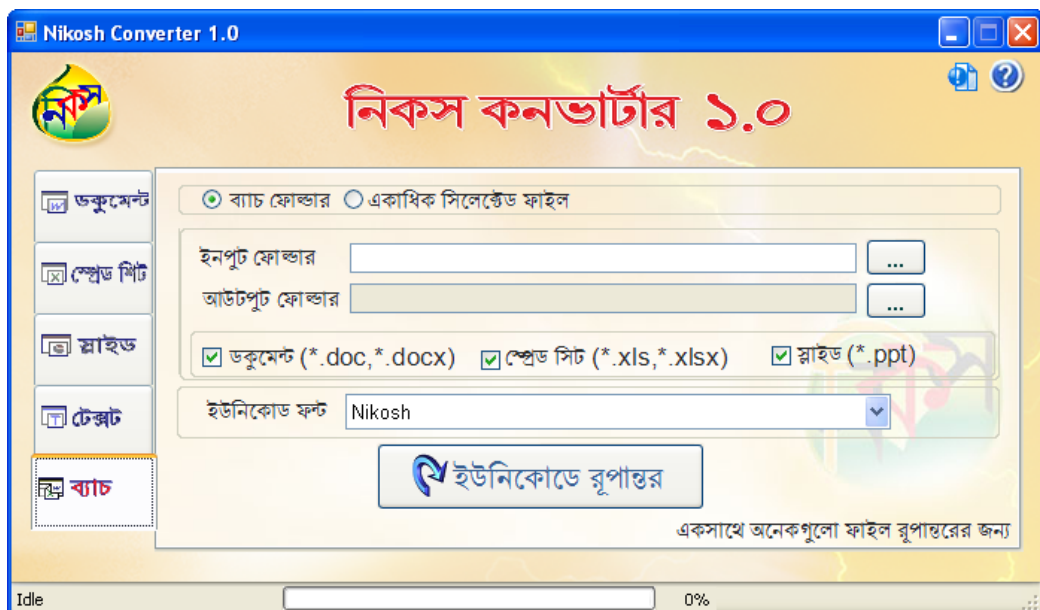 Nikosh Converter 1.0
নিকস
নিকস কনভার্টার ১.০
ডকুমেন্ট
স্প্রেড শিট
স্লাইড
টেক্সট
ব্যাচ
ব্যাচ ফোল্ডার একাধিক সিলেক্টেড ফাইল
ইনপুট ফোল্ডার ...
আউটপুট ফোল্ডার ...
ডকুমেন্ট (*.doc,*.docx) স্প্রেড সিট (*.xls,*.xlsx) স্লাইড (*.ppt)
ইউনিকোড ফন্ট Nikosh
ইউনিকোডে রূপান্তর
একসাথে অনেকগুলো ফাইল রূপান্তরের জন্য
Idle 0%